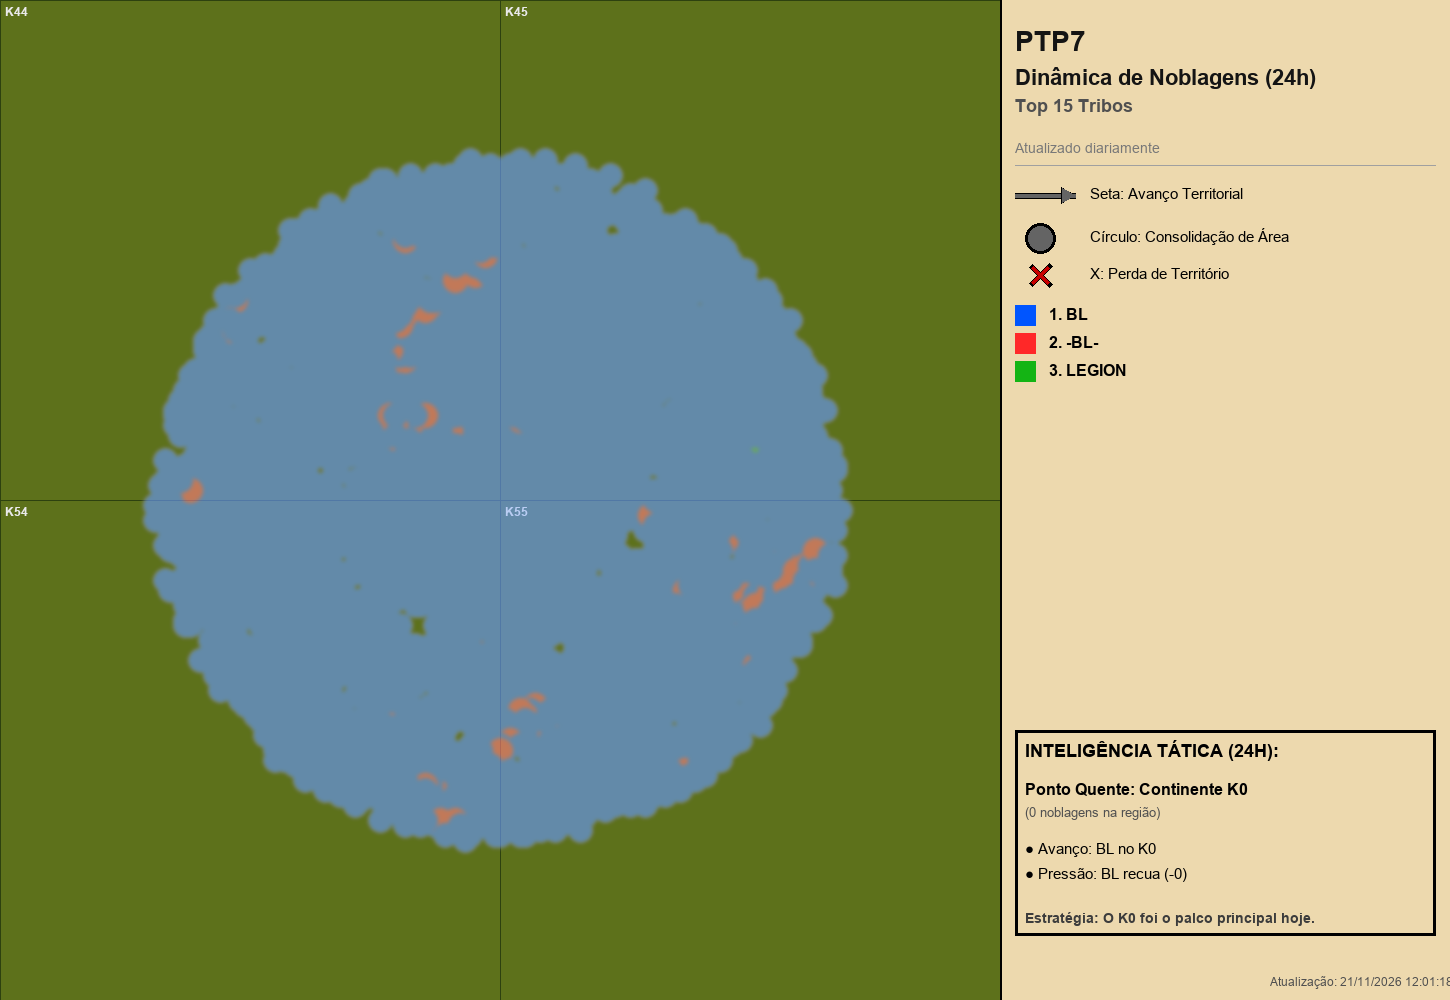 K44
K45
K54
K55
PTP7
Dinâmica de Noblagens (24h)
Top 15 Tribos
Atualizado diariamente
Seta: Avanço Territorial
Círculo: Consolidação de Área
X: Perda de Território
1. BL
2. -BL-
3. LEGION
INTELIGÊNCIA TÁTICA (24H):
Ponto Quente: Continente K0
(0 noblagens na região)
● Avanço: BL no K0
● Pressão: BL recua (-0)
Estratégia: O K0 foi o palco principal hoje.
Atualização: 21/11/2026 12:01:18